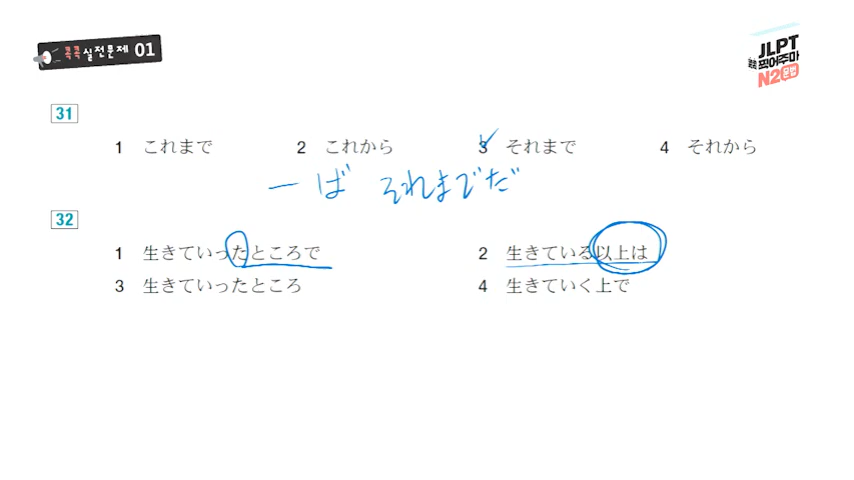 콕콕 실전문제 01
JLPT
콕콕 찍어주마
N2 문법
31
1 これまで 2 これから 3 それまで 4 それから
ーば それまでだ
32
1 生きていったところで 2 生きている以上は
3 生きていったところ 4 生きていく上で